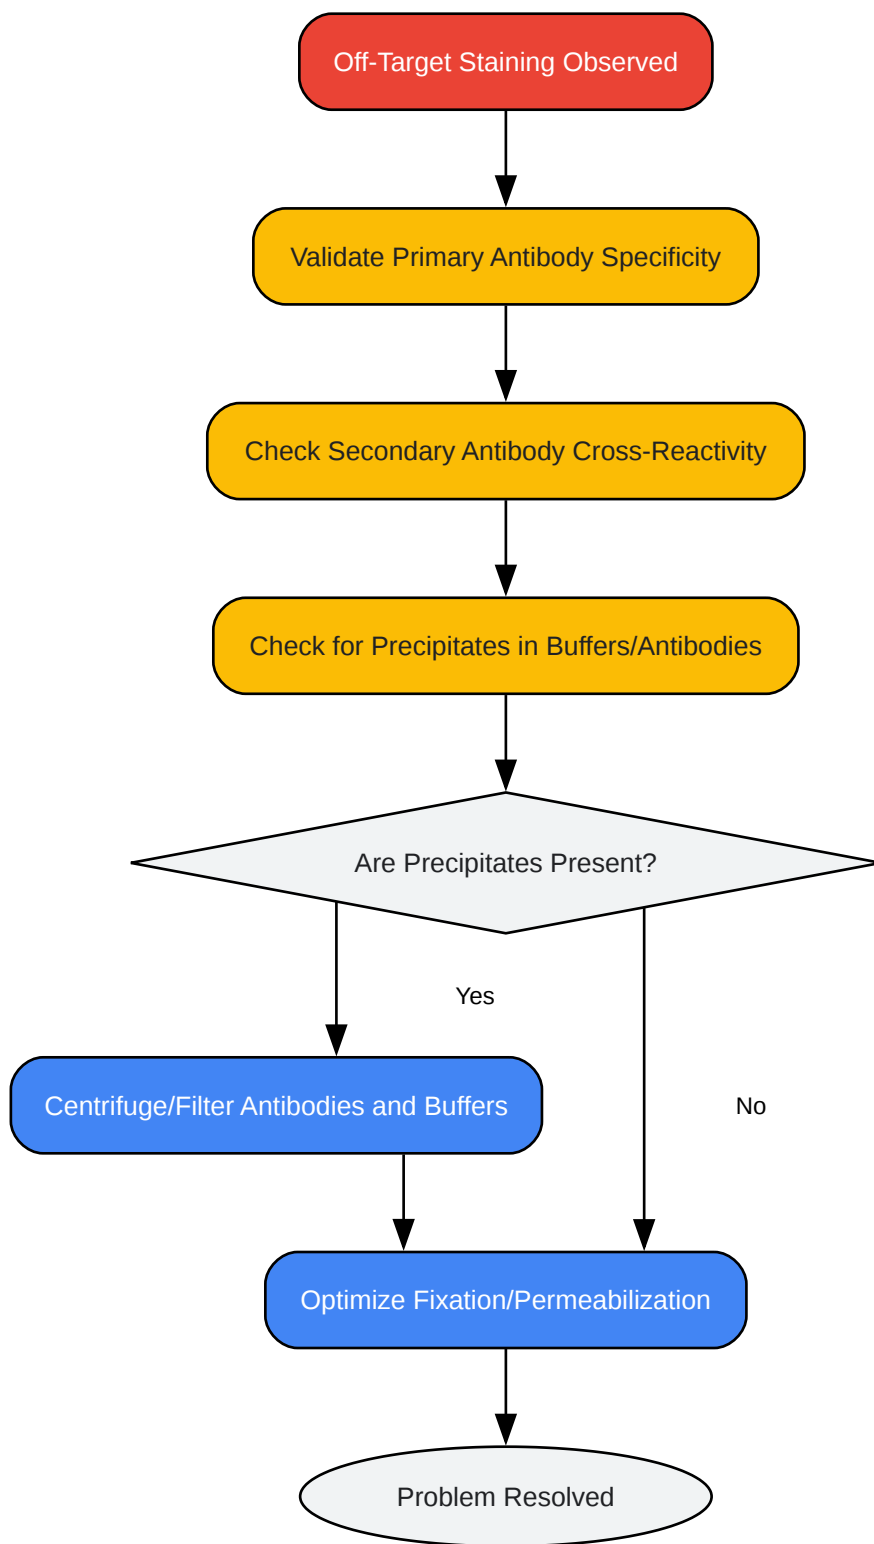 Off-Target Staining Observed
Validate Primary Antibody Specificity
Check Secondary Antibody Cross-Reactivity
Check for Precipitates in Buffers/Antibodies
Are Precipitates Present?
Yes
Centrifuge/Filter Antibodies and Buffers
No
Optimize Fixation/Permeabilization
Problem Resolved